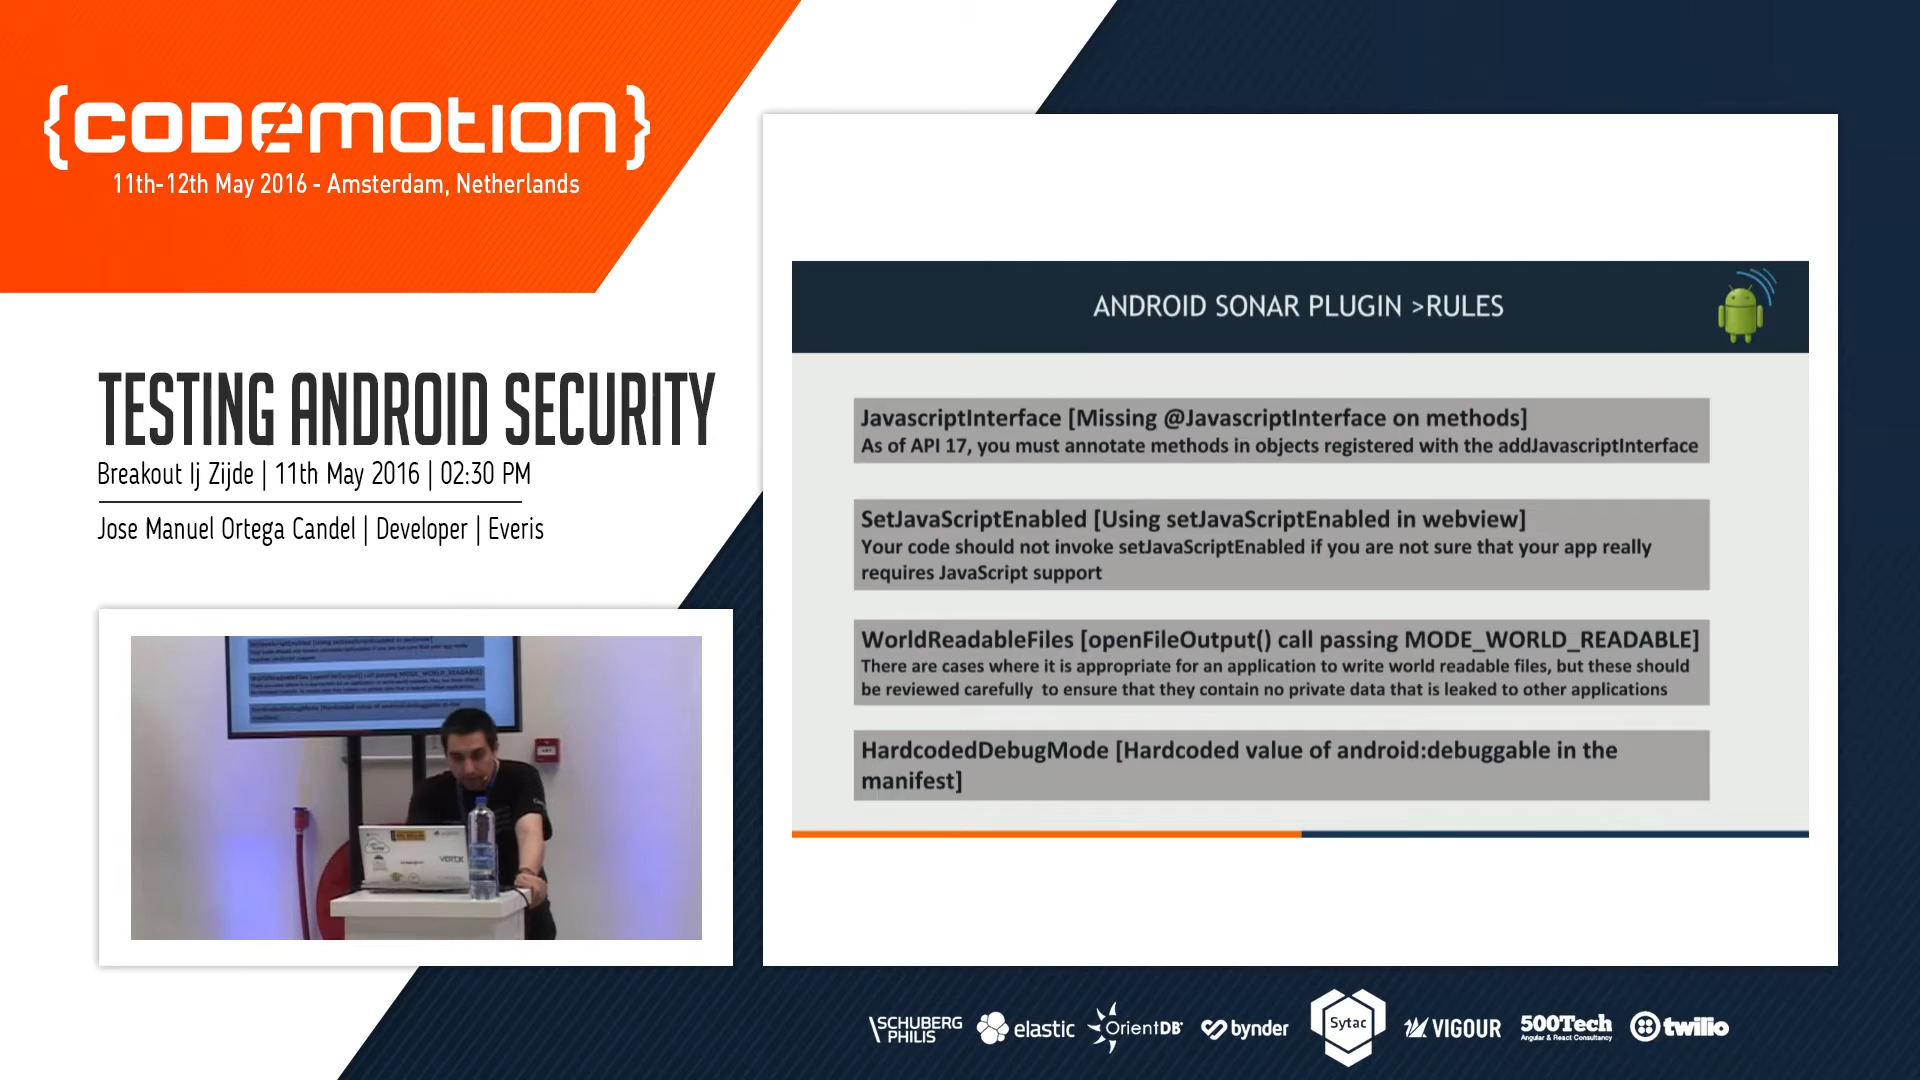 {CODEMOTION}
11th-12th May 2016 - Amsterdam, Netherlands
TESTING ANDROID SECURITY
Breakout Ij Zijde | 11th May 2016 | 02:30 PM
Jose Manuel Ortega Candel | Developer | Everis
ANDROID SONAR PLUGIN >RULES
JavascriptInterface [Missing @JavascriptInterface on methods]
As of API 17, you must annotate methods in objects registered with the addJavascriptInterface
SetJavaScriptEnabled [Using setJavaScriptEnabled in webview]
Your code should not invoke setJavaScriptEnabled if you are not sure that your app really
requires JavaScript support
WorldReadableFiles [openFileOutput() call passing MODE_WORLD_READABLE]
There are cases where it is appropriate for an application to write world readable files, but these should
be reviewed carefully to ensure that they contain no private data that is leaked to other applications
HardcodedDebugMode [Hardcoded value of android:debuggable in the
manifest]
SCHUBERG
PHILIS
elastic
OrientDB
bynder
Sytac
VIGOUR
500Tech
Angular & React Consultancy
twilio